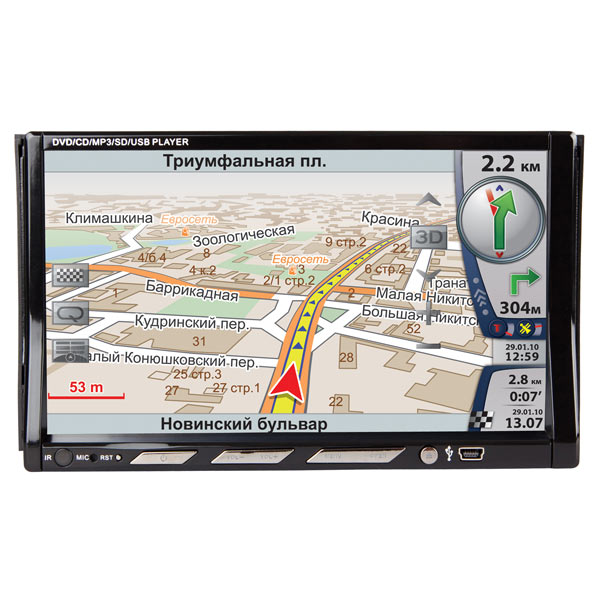 DVD/CD/MP3/SD/USB PLAYER
Триумфальная пл.
2.2 км
Климашкина
Евросеть
Зоологическая
Красина
3D
4/б 4
8
9 стр.2
22
4 к.2
Евросеть
3
2/1 стр.2
6 стр.2
Баррикадная
1
2
Малая Никитс
304м
Кудринский пер.
Большая Никитс
31
52
29.01.10
12:59
алый Конюшковский пер.
28
25 стр.3
53 m
22
27 стр.1
2.8 км
0:07'
29.01.10
13.07
Новинский бульвар
IR
MIC
RST